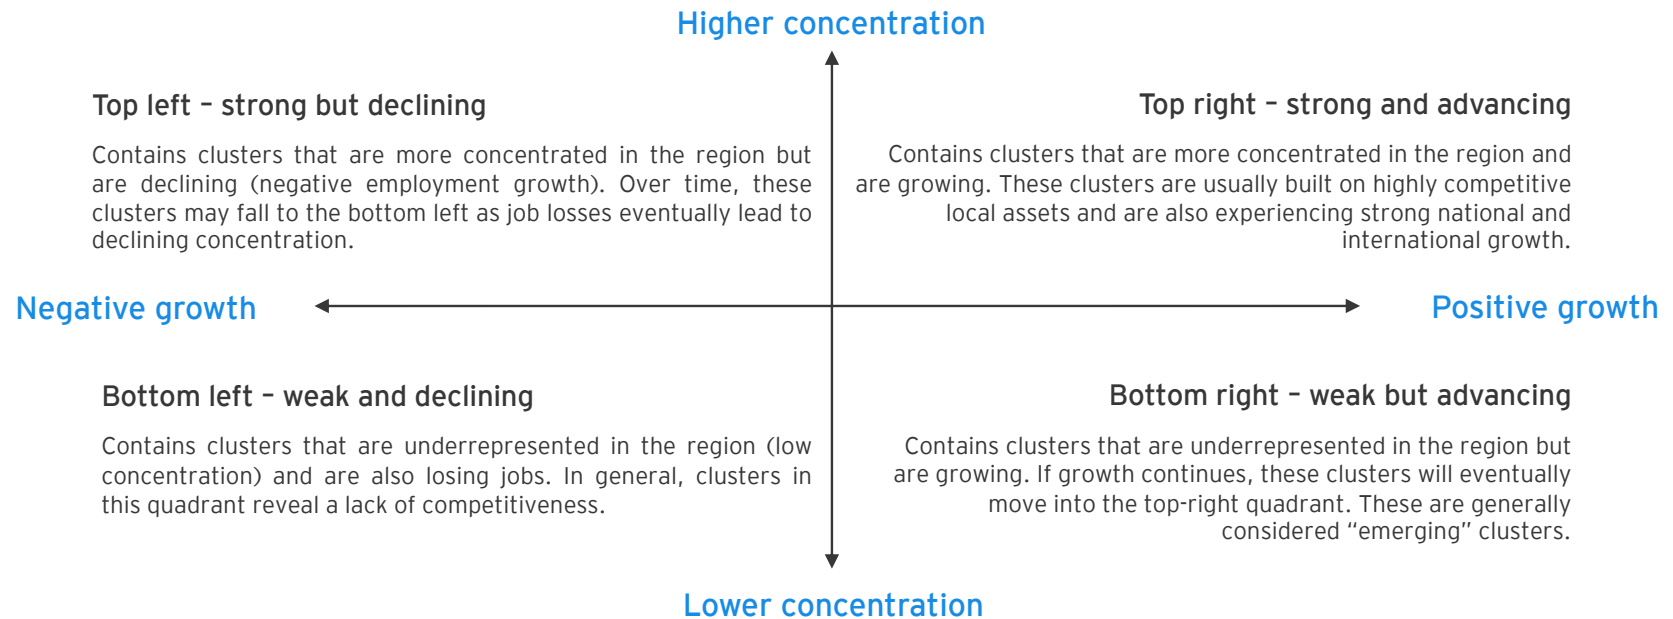 Higher concentration
Top left – strong but declining
Contains clusters that are more concentrated in the region but
are declining (negative employment growth). Over time, these
clusters may fall to the bottom left as job losses eventually lead to
declining concentration.
Top right – strong and advancing
Contains clusters that are more concentrated in the region and
are growing. These clusters are usually built on highly competitive
local assets and are also experiencing strong national and
international growth.
Negative growth
Positive growth
Bottom left – weak and declining
Contains clusters that are underrepresented in the region (low
concentration) and are also losing jobs. In general, clusters in
this quadrant reveal a lack of competitiveness.
Bottom right – weak but advancing
Contains clusters that are underrepresented in the region but
are growing. If growth continues, these clusters will eventually
move into the top-right quadrant. These are generally
considered “emerging” clusters.
Lower concentration